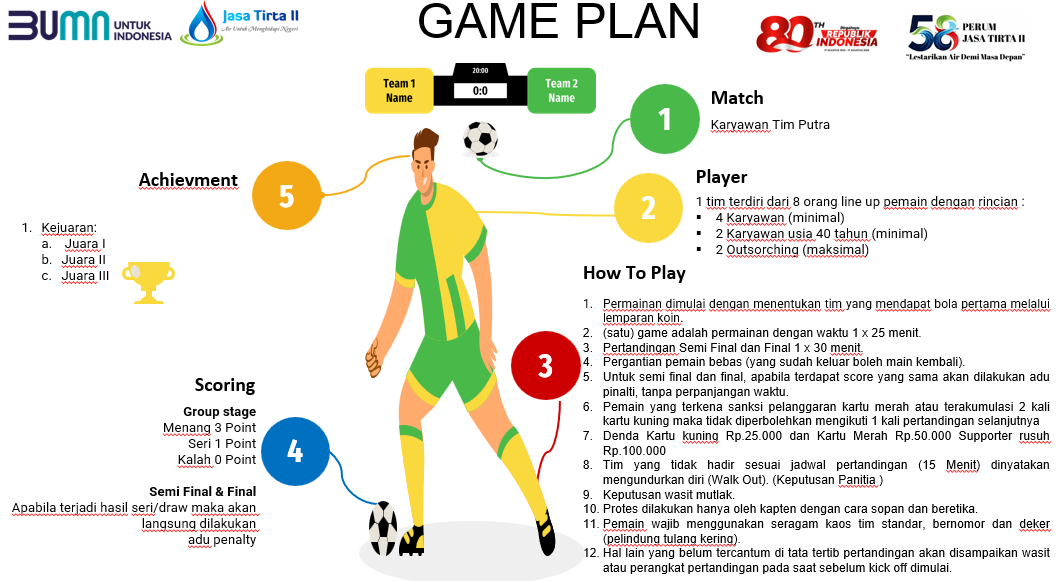 BUMN UNTUK INDONESIA
Jasa Tirta II
Air Untuk Menghidupi Negeri
GAME PLAN
80TH
REPUBLIK
INDONESIA
58 PERUM
JASA TIRTA II
"Lestarikan Air Demi Masa Depan"
Team 1
Name
20:00
0:0
Team 2
Name
1
Match
Karyawan Tim Putra
2
Player
1 tim terdiri dari 8 orang line up pemain dengan rincian :
▪ 4 Karyawan (minimal)
▪ 2 Karyawan usia 40 tahun (minimal)
▪ 2 Outsorching (maksimal)
3
How To Play
1. Permainan dimulai dengan menentukan tim yang mendapat bola pertama melalui
lemparan koin.
2. (satu) game adalah permainan dengan waktu 1 x 25 menit.
3. Pertandingan Semi Final dan Final 1 x 30 menit.
4. Pergantian pemain bebas (yang sudah keluar boleh main kembali).
5. Untuk semi final dan final, apabila terdapat score yang sama akan dilakukan adu
pinalti, tanpa perpanjangan waktu.
6. Pemain yang terkena sanksi pelanggaran kartu merah atau terakumulasi 2 kali
kartu kuning maka tidak diperbolehkan mengikuti 1 kali pertandingan selanjutnya
7. Denda Kartu kuning Rp.25.000 dan Kartu Merah Rp.50.000 Supporter rusuh
Rp.100.000
8. Tim yang tidak hadir sesuai jadwal pertandingan (15 Menit) dinyatakan
mengundurkan diri (Walk Out). (Keputusan Panitia )
9. Keputusan wasit mutlak.
10. Protes dilakukan hanya oleh kapten dengan cara sopan dan beretika.
11. Pemain wajib menggunakan seragam kaos tim standar, bernomor dan deker
(pelindung tulang kering).
12. Hal lain yang belum tercantum di tata tertib pertandingan akan disampaikan wasit
atau perangkat pertandingan pada saat sebelum kick off dimulai.
4
Scoring
Group stage
Menang 3 Point
Seri 1 Point
Kalah 0 Point
Semi Final & Final
Apabila terjadi hasil seri/draw maka akan
langsung dilakukan
adu penalty
5
Achievment
1. Kejuaran:
a. Juara I
b. Juara II
c. Juara III